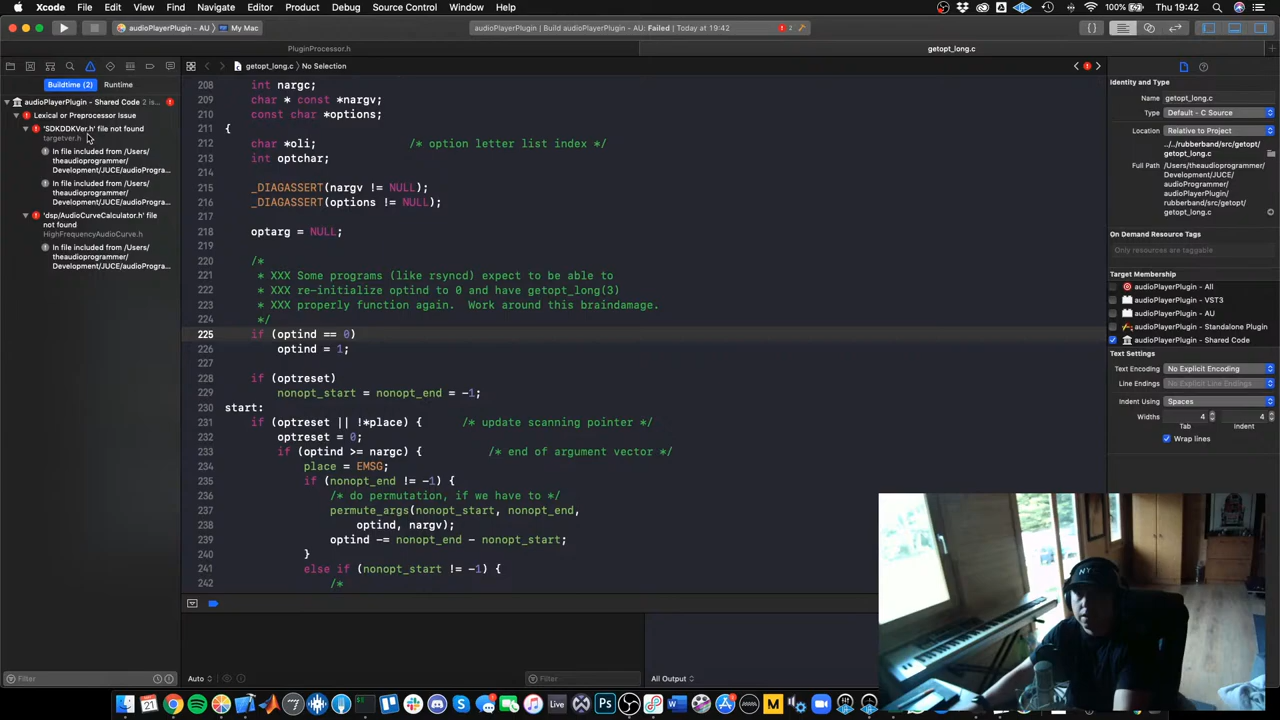 Xcode File Edit View Find Navigate Editor Product Debug Source Control Window Help
100% Thu 19:42
audioPlayerPlugin - AU My Mac
audioPlayerPlugin | Build audioPlayerPlugin - AU: Failed | Today at 19:42 2
PluginProcessor.h
getopt_long.c
getopt_long.c No Selection
Buildtime (2) Runtime
audioPlayerPlugin - Shared Code 2 is...
Lexical or Preprocessor Issue
'SDKDDKVer.h' file not found
targetver.h
In file included from /Users/
theaudioprogrammer/
Development/JUCE/audioProgra...
In file included from /Users/
theaudioprogrammer/
Development/JUCE/audioProgra...
'dsp/AudioCurveCalculator.h' file
not found
HighFrequencyAudioCurve.h
In file included from /Users/
theaudioprogrammer/
Development/JUCE/audioProgra...
Filter
208 int nargc;
209 char * const *nargv;
210 const char *options;
211 {
212 char *oli; /* option letter list index */
213 int optchar;
214
215 _DIAGASSERT(nargv != NULL);
216 _DIAGASSERT(options != NULL);
217
218 optarg = NULL;
219
220 /*
221 * XXX Some programs (like rsyncd) expect to be able to
222 * XXX re-initialize optind to 0 and have getopt_long(3)
223 * XXX properly function again. Work around this braindamage.
224 */
225 if (optind == 0)
226 optind = 1;
227
228 if (optreset)
229 nonopt_start = nonopt_end = -1;
230 start:
231 if (optreset || !*place) { /* update scanning pointer */
232 optreset = 0;
233 if (optind >= nargc) { /* end of argument vector */
234 place = EMSG;
235 if (nonopt_end != -1) {
236 /* do permutation, if we have to */
237 permute_args(nonopt_start, nonopt_end,
238 optind, nargv);
239 optind -= nonopt_end - nonopt_start;
240 }
241 else if (nonopt_start != -1) {
242 /*
Auto
Filter
All Output
Identity and Type
Name getopt_long.c
Type Default - C Source
Location Relative to Project
../../rubberband/src/getopt/
getopt_long.c
Full Path /Users/
theaudioprogrammer/
Development/JUCE/
audioProgrammer/
audioPlayerPlugin/
rubberband/src/getopt/
getopt_long.c
On Demand Resource Tags
Only resources are taggable
Target Membership
audioPlayerPlugin - All
audioPlayerPlugin - VST3
audioPlayerPlugin - AU
audioPlayerPlugin - Standalone Plugin
audioPlayerPlugin - Shared Code
Text Settings
Text Encoding No Explicit Encoding
Line Endings No Explicit Line Endings
Indent Using Spaces
Widths 4 4
Tab Indent
Wrap lines